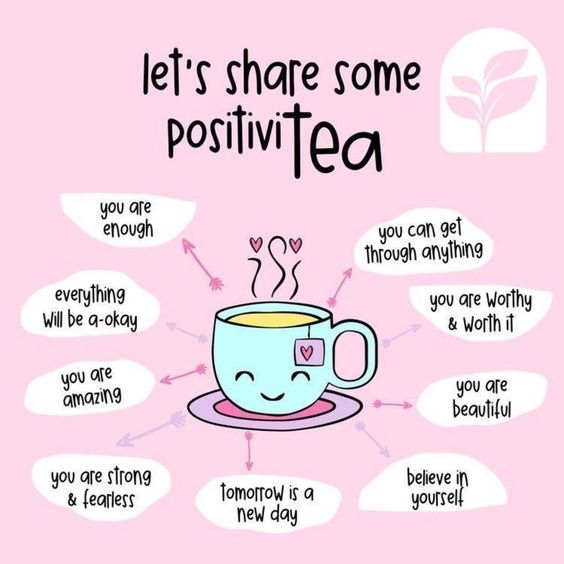 let's share some
positivitea
you are
enough
you can get
through anything
everything
will be a-okay
you are worthy
& worth it
you are
amazing
you are
beautiful
you are strong
& fearless
tomorrow is a
new day
believe in
yourself